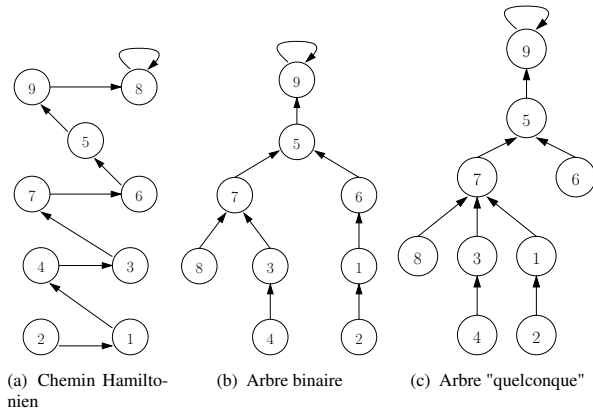 9 8
5
7 6
4 3
2 1
(a) Chemin Hamilto-
nien
9
5
7 6
8 3 1
4 2
(b) Arbre binaire
9
5
7 6
8 3 1
4 2
(c) Arbre "quelconque"